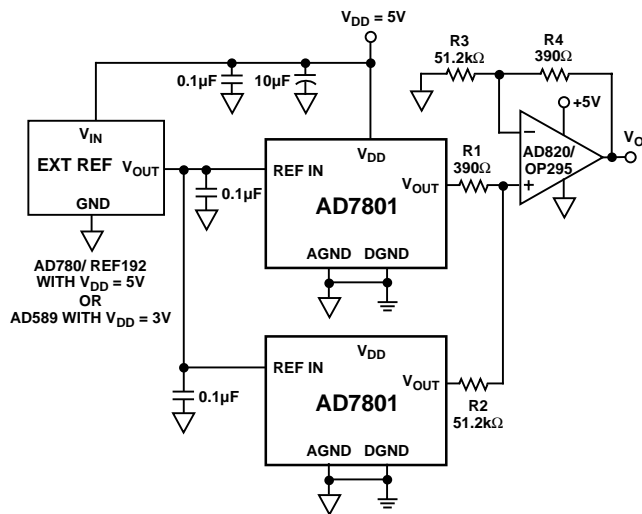 VDD = 5V
R3
51.2kΩ
R4
390Ω
0.1µF
10µF
+5V
VIN
EXT REF
VOUT
GND
REF IN
VDD
VOUT
AD7801
AGND
DGND
R1
390Ω
AD820/
OP295
VO
0.1µF
AD780/ REF192
WITH VDD = 5V
OR
AD589 WITH VDD = 3V
REF IN
VDD
VOUT
AD7801
AGND
DGND
R2
51.2kΩ
0.1µF